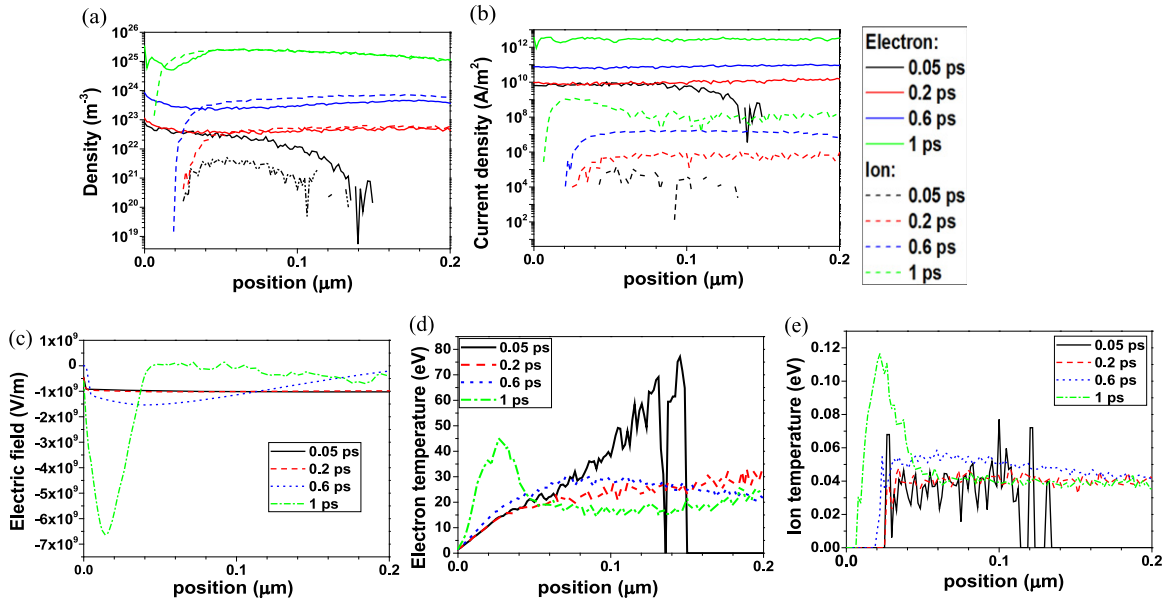 (a)
10^26
10^25
10^24
10^23
10^22
10^21
10^20
10^19
Density (m^-3)
0.0 0.1 0.2
position (μm)
(b)
10^12
10^10
10^8
10^6
10^4
10^2
Current density (A/m^2)
0.0 0.1 0.2
position (μm)
Electron:
0.05 ps
0.2 ps
0.6 ps
1 ps
Ion:
0.05 ps
0.2 ps
0.6 ps
1 ps
(c)
1x10^9
0
-1x10^9
-2x10^9
-3x10^9
-4x10^9
-5x10^9
-6x10^9
-7x10^9
Electric field (V/m)
0.05 ps
0.2 ps
0.6 ps
1 ps
0.0 0.1 0.2
position (μm)
(d)
80
70
60
50
40
30
20
10
0
Electron temperature (eV)
0.05 ps
0.2 ps
0.6 ps
1 ps
0.0 0.1 0.2
position (μm)
(e)
0.12
0.10
0.08
0.06
0.04
0.02
0.00
Ion temperature (eV)
0.05 ps
0.2 ps
0.6 ps
1 ps
0.0 0.1 0.2
position (μm)